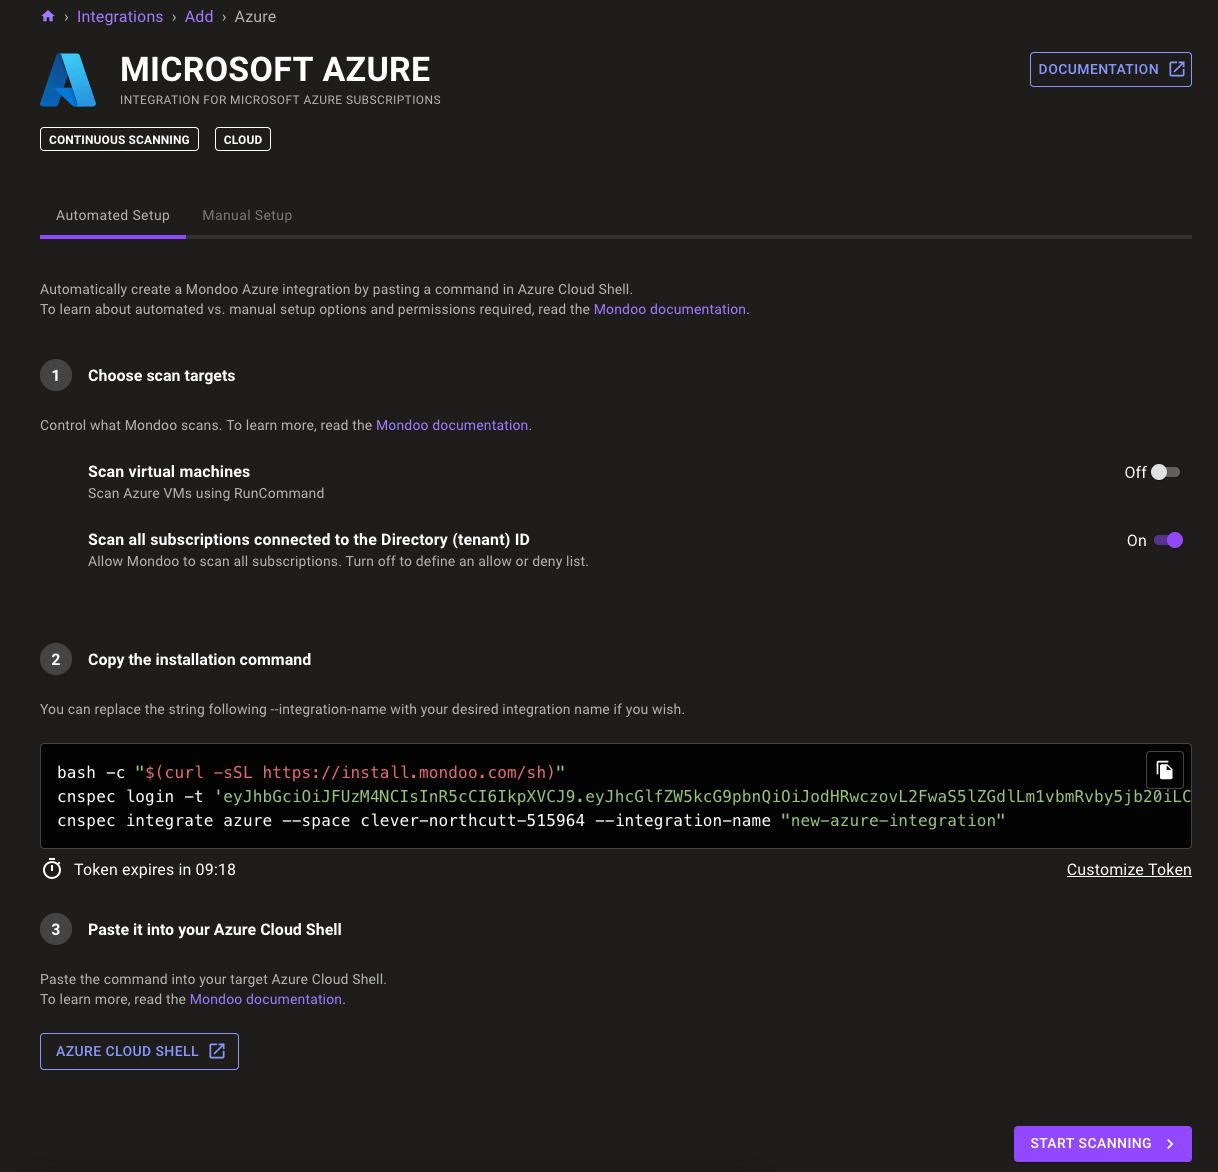 › Integrations › Add › Azure
MICROSOFT AZURE
INTEGRATION FOR MICROSOFT AZURE SUBSCRIPTIONS
DOCUMENTATION
CONTINUOUS SCANNING CLOUD
Automated Setup Manual Setup
Automatically create a Mondoo Azure integration by pasting a command in Azure Cloud Shell.
To learn about automated vs. manual setup options and permissions required, read the Mondoo documentation.
1 Choose scan targets
Control what Mondoo scans. To learn more, read the Mondoo documentation.
Scan virtual machines
Scan Azure VMs using RunCommand
Off
Scan all subscriptions connected to the Directory (tenant) ID
Allow Mondoo to scan all subscriptions. Turn off to define an allow or deny list.
On
2 Copy the installation command
You can replace the string following --integration-name with your desired integration name if you wish.
bash -c "$(curl -sSL https://install.mondoo.com/sh)"
cnspec login -t 'eyJhbGciOiJFUzM4NCIsInR5cCI6IkpXVCJ9.eyJhcGlfZW5kcG9pbnQiOiJodHRwczovL2FwaS5lZGdlLm1vbmRvby5jb20iLC
cnspec integrate azure --space clever-northcutt-515964 --integration-name "new-azure-integration"
Token expires in 09:18
Customize Token
3 Paste it into your Azure Cloud Shell
Paste the command into your target Azure Cloud Shell.
To learn more, read the Mondoo documentation.
AZURE CLOUD SHELL
START SCANNING